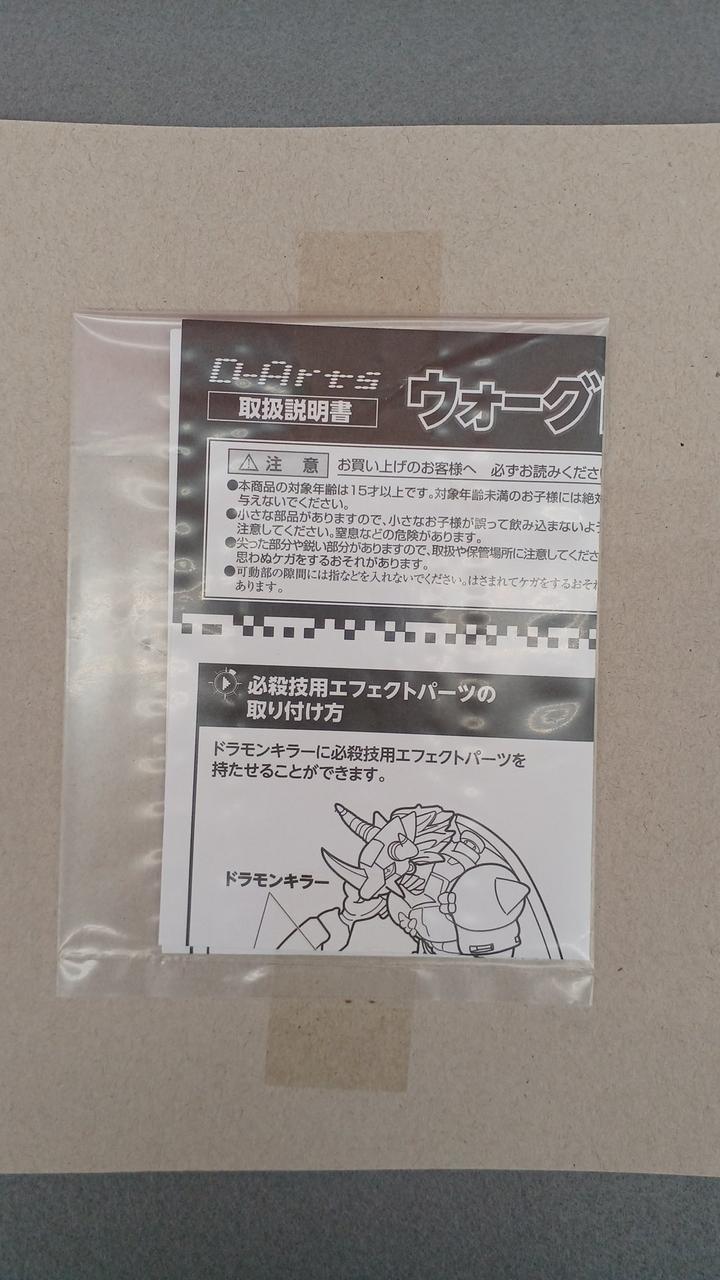 D-Arts
取扱説明書
ウォーグ
注 意
お買い上げのお客様へ 必ずお読みくださ
●本商品の対象年齢は15才以上です。対象年齢未満のお子様には絶対
与えないでください。
●小さな部品がありますので、小さなお子様が誤って飲み込まないよう
注意してください。窒息などの危険があります。
●尖った部分や鋭い部分がありますので、取扱や保管場所に注意してくださ
思わぬケガをするおそれがあります。
●可動部の隙間には指などを入れないでください。はさまれてケガをするおそれ
あります。
必殺技用エフェクトパーツの
取り付け方
ドラモンキラーに必殺技用エフェクトパーツを
持たせることができます。
ドラモンキラー